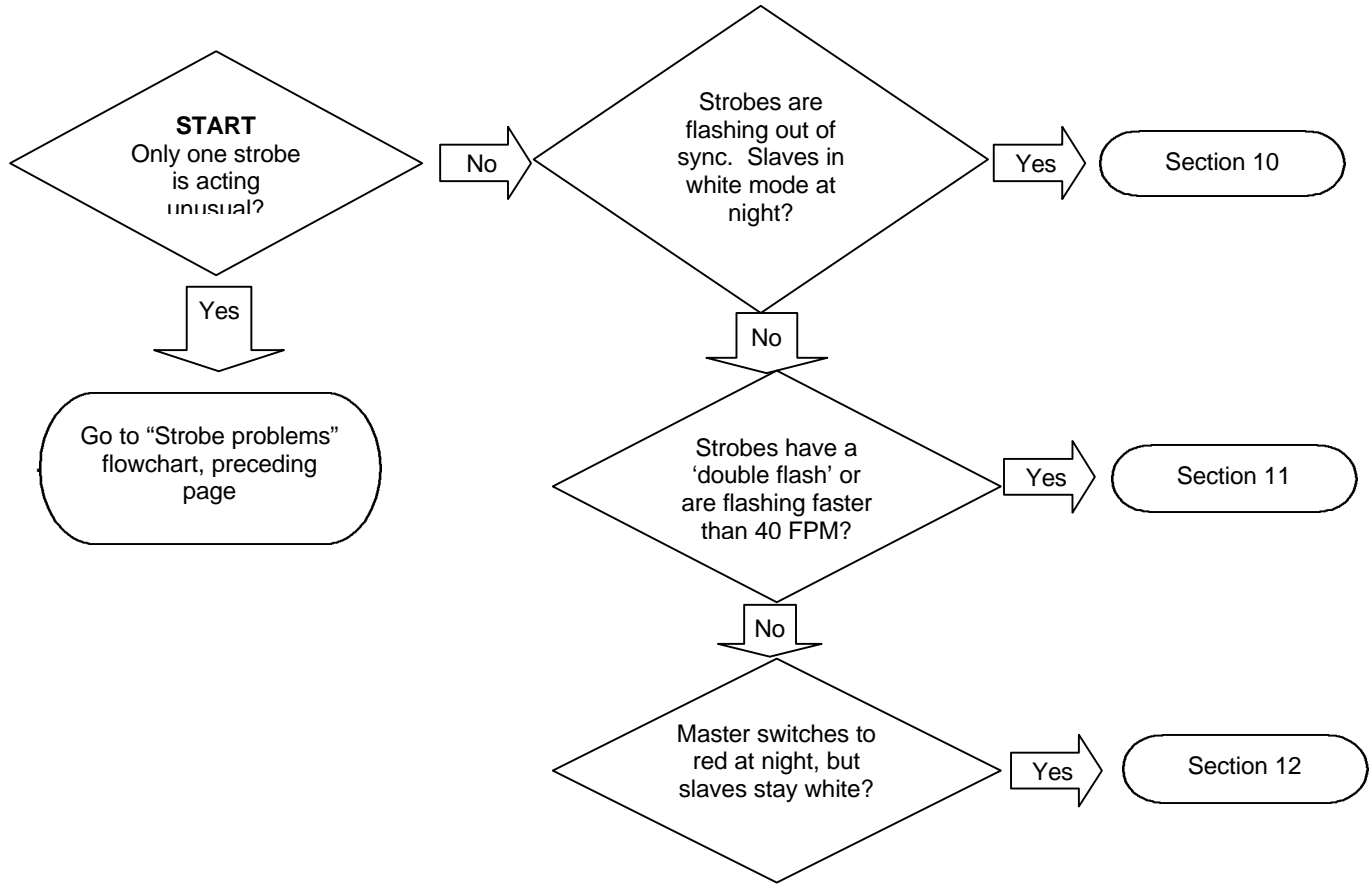 START
Only one strobe
is acting
unusual?
No
Strobes are
flashing out of
sync.  Slaves in
white mode at
night?
Yes
Section 10
Yes
Go to “Strobe problems”
flowchart, preceding
page
No
Strobes have a
‘double flash’ or
are flashing faster
than 40 FPM?
Yes
Section 11
No
Master switches to
red at night, but
slaves stay white?
Yes
Section 12